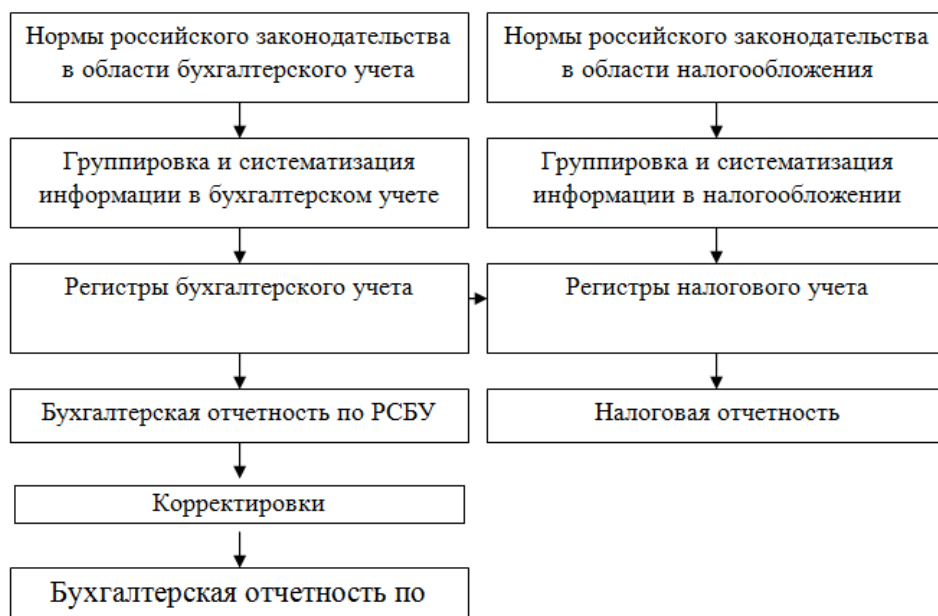 Нормы российского законодательства
в области бухгалтерского учета
Группировка и систематизация
информации в бухгалтерском учете
Регистры бухгалтерского учета
Бухгалтерская отчетность по РСБУ
Корректировки
Бухгалтерская отчетность по
Нормы российского законодательства
в области налогообложения
Группировка и систематизация
информации в налогообложении
Регистры налогового учета
Налоговая отчетность